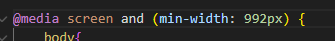 @media screen and (min-width: 992px) {
body{